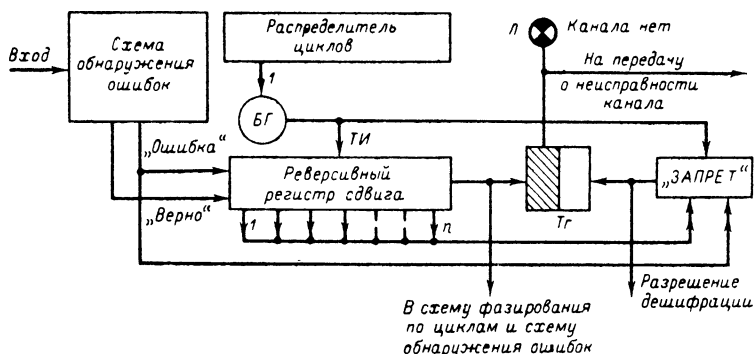 Вход
Схема
обнаружения
ошибок
Распределитель
циклов
1
БГ
ТИ
Л
Канала нет
На передачу
о неисправности
канала
„Ошибка“
„Верно“
Реверсивный
регистр сдвига
1
n
Тг
„ЗАПРЕТ“
В схему фазирования
по циклам и схему
обнаружения ошибок
Разрешение
дешифрации